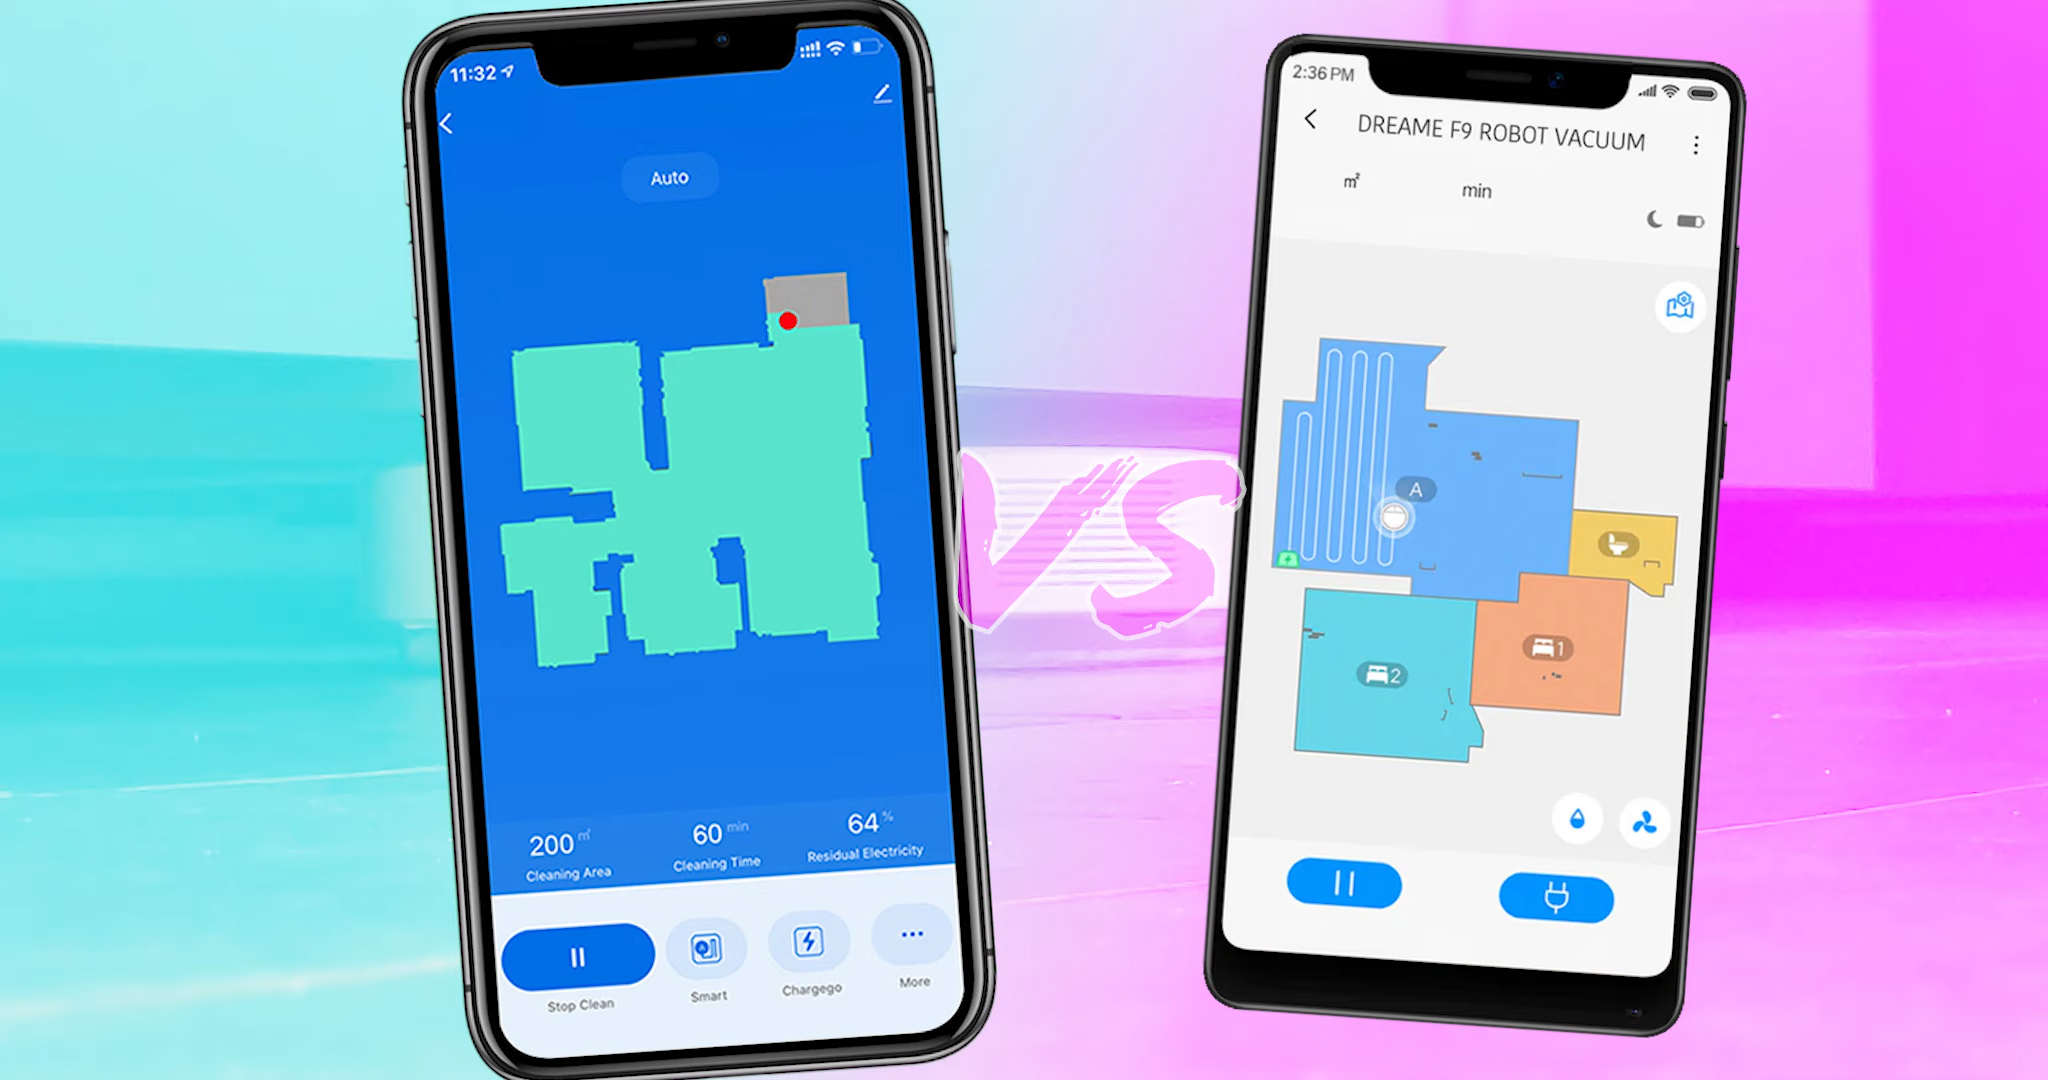 11:32
Auto
200 ㎡
Cleaning Area
60 min
Cleaning Time
64 %
Residual Electricity
Stop Clean
Smart
Chargego
More
VS
2:36 PM
DREAME F9 ROBOT VACUUM
㎡
min
A
1
2